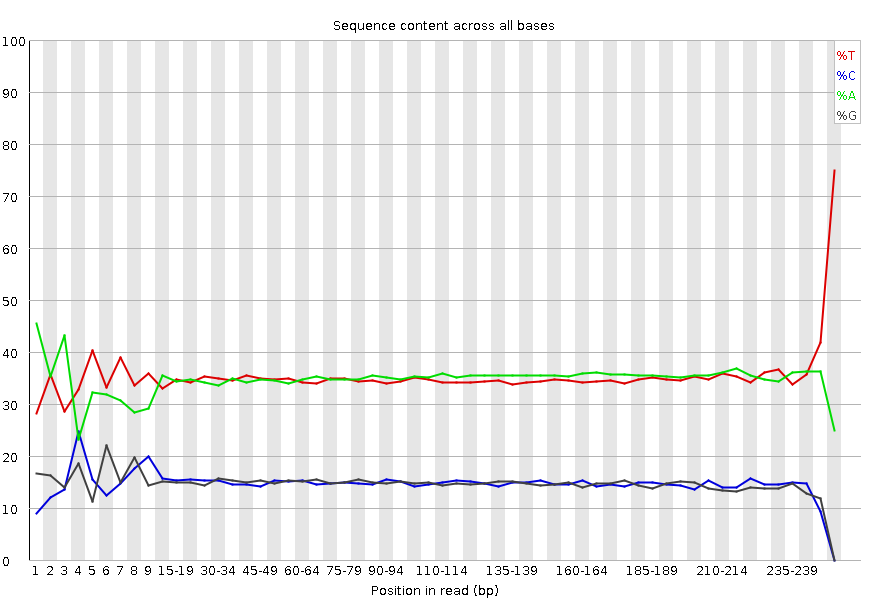 Sequence content across all bases
100
90
80
70
60
50
40
30
20
10
0
%T
%C
%A
%G
1 2 3 4 5 6 7 8 9 15-19 30-34 45-49 60-64 75-79 90-94 110-114 135-139 160-164 185-189 210-214 235-239
Position in read (bp)